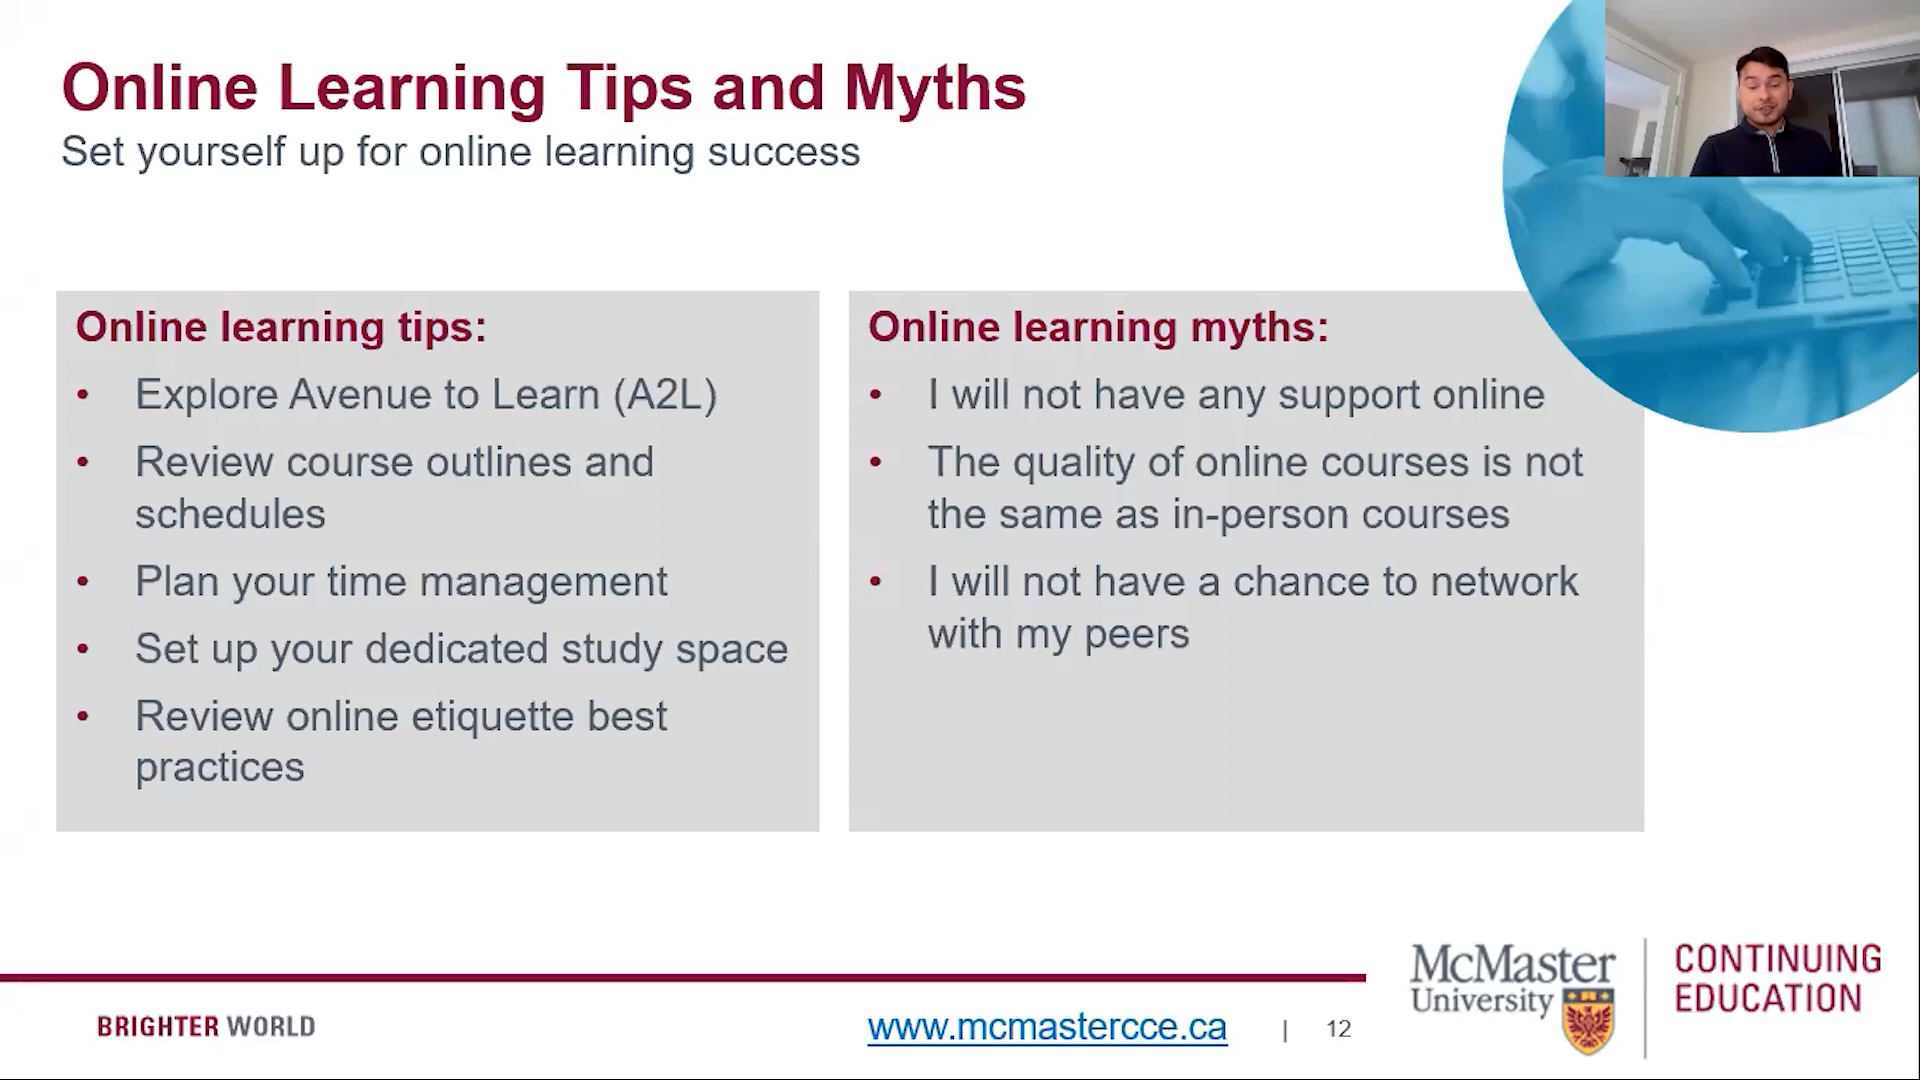 Online Learning Tips and Myths
Set yourself up for online learning success
Online learning tips:
• Explore Avenue to Learn (A2L)
• Review course outlines and
schedules
• Plan your time management
• Set up your dedicated study space
• Review online etiquette best
practices
Online learning myths:
• I will not have any support online
• The quality of online courses is not
the same as in-person courses
• I will not have a chance to network
with my peers
BRIGHTER WORLD
www.mcmastercce.ca | 12
McMaster
University
CONTINUING
EDUCATION